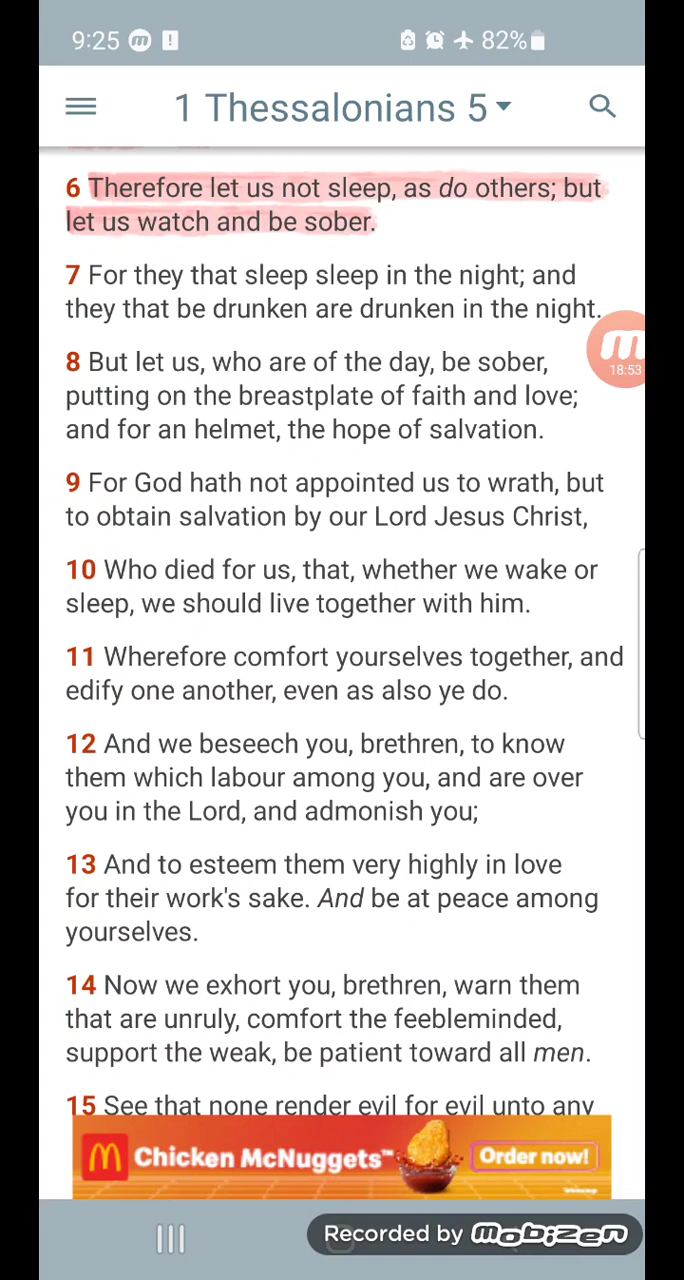 9:25 m ! 82%
1 Thessalonians 5
6 Therefore let us not sleep, as do others; but
let us watch and be sober.
7 For they that sleep sleep in the night; and
they that be drunken are drunken in the night.
m
18:53
8 But let us, who are of the day, be sober,
putting on the breastplate of faith and love;
and for an helmet, the hope of salvation.
9 For God hath not appointed us to wrath, but
to obtain salvation by our Lord Jesus Christ,
10 Who died for us, that, whether we wake or
sleep, we should live together with him.
11 Wherefore comfort yourselves together, and
edify one another, even as also ye do.
12 And we beseech you, brethren, to know
them which labour among you, and are over
you in the Lord, and admonish you;
13 And to esteem them very highly in love
for their work's sake. And be at peace among
yourselves.
14 Now we exhort you, brethren, warn them
that are unruly, comfort the feebleminded,
support the weak, be patient toward all men.
15 See that none render evil for evil unto any
Chicken McNuggets™ Order now!
Recorded by mobizen